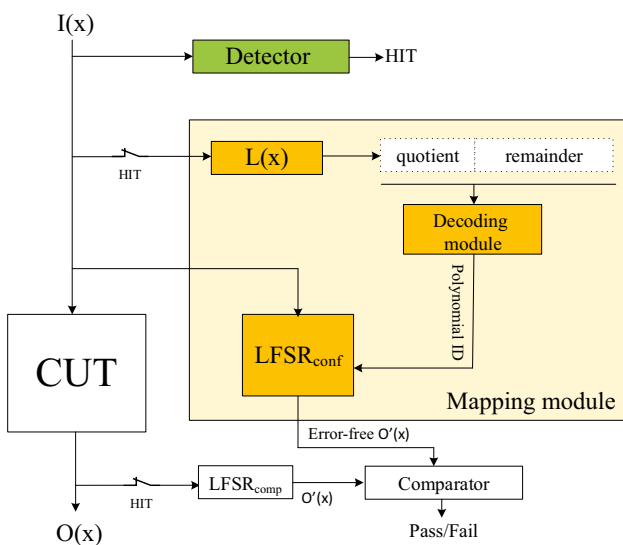 I(x)
Detector
HIT
HIT
L(x)
quotient
remainder
Decoding
module
Polynomial ID
CUT
LFSRconf
Mapping module
Error-free O'(x)
HIT
LFSRcomp
O'(x)
Comparator
O(x)
Pass/Fail